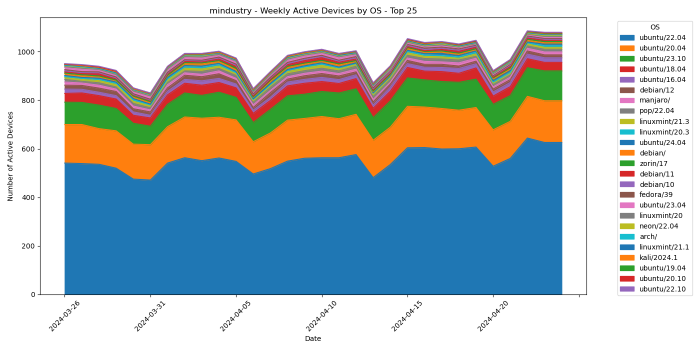 mindustry - Weekly Active Devices by OS - Top 25
Number of Active Devices
1000
800
600
400
200
0
2024-03-26
2024-03-31
2024-04-05
2024-04-10
2024-04-15
2024-04-20
Date
OS
ubuntu/22.04
ubuntu/20.04
ubuntu/23.10
ubuntu/18.04
ubuntu/16.04
debian/12
manjaro/
pop/22.04
linuxmint/21.3
linuxmint/20.3
ubuntu/24.04
debian/
zorin/17
debian/11
debian/10
fedora/39
ubuntu/23.04
linuxmint/20
neon/22.04
arch/
linuxmint/21.1
kali/2024.1
ubuntu/19.04
ubuntu/20.10
ubuntu/22.10